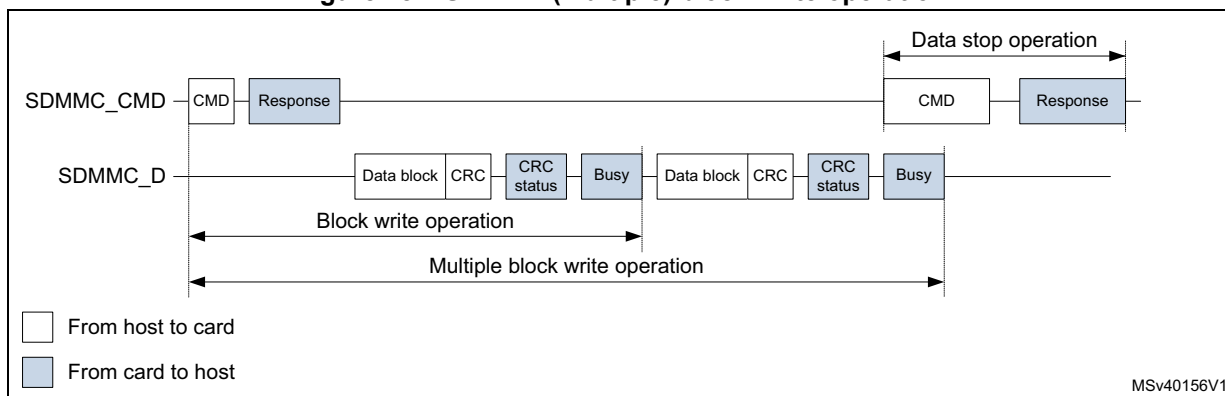 Data stop operation
SDMMC_CMD
CMD
Response
CMD
Response
SDMMC_D
Data block
CRC
CRC
status
Busy
Data block
CRC
CRC
status
Busy
Block write operation
Multiple block write operation
From host to card
From card to host
MSv40156V1